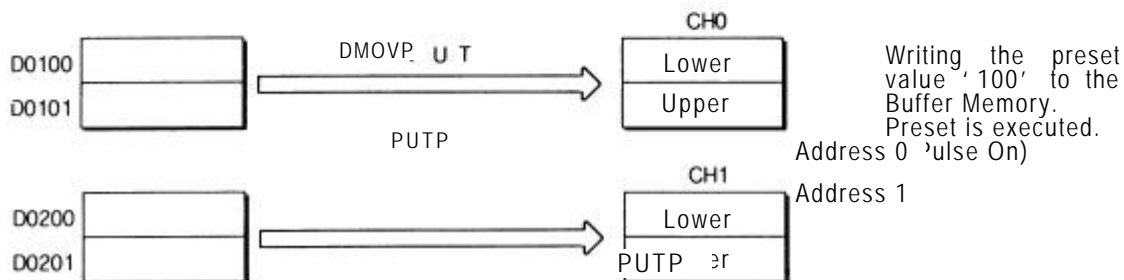 CH0
DMOVP
D0100
Lower
D0101
Upper
PUTP
Writing the preset
value '100' to the
Buffer Memory.
Preset is executed.
Address 0
On)
CH1
Address 1
D0200
Lower
D0201
PUTP